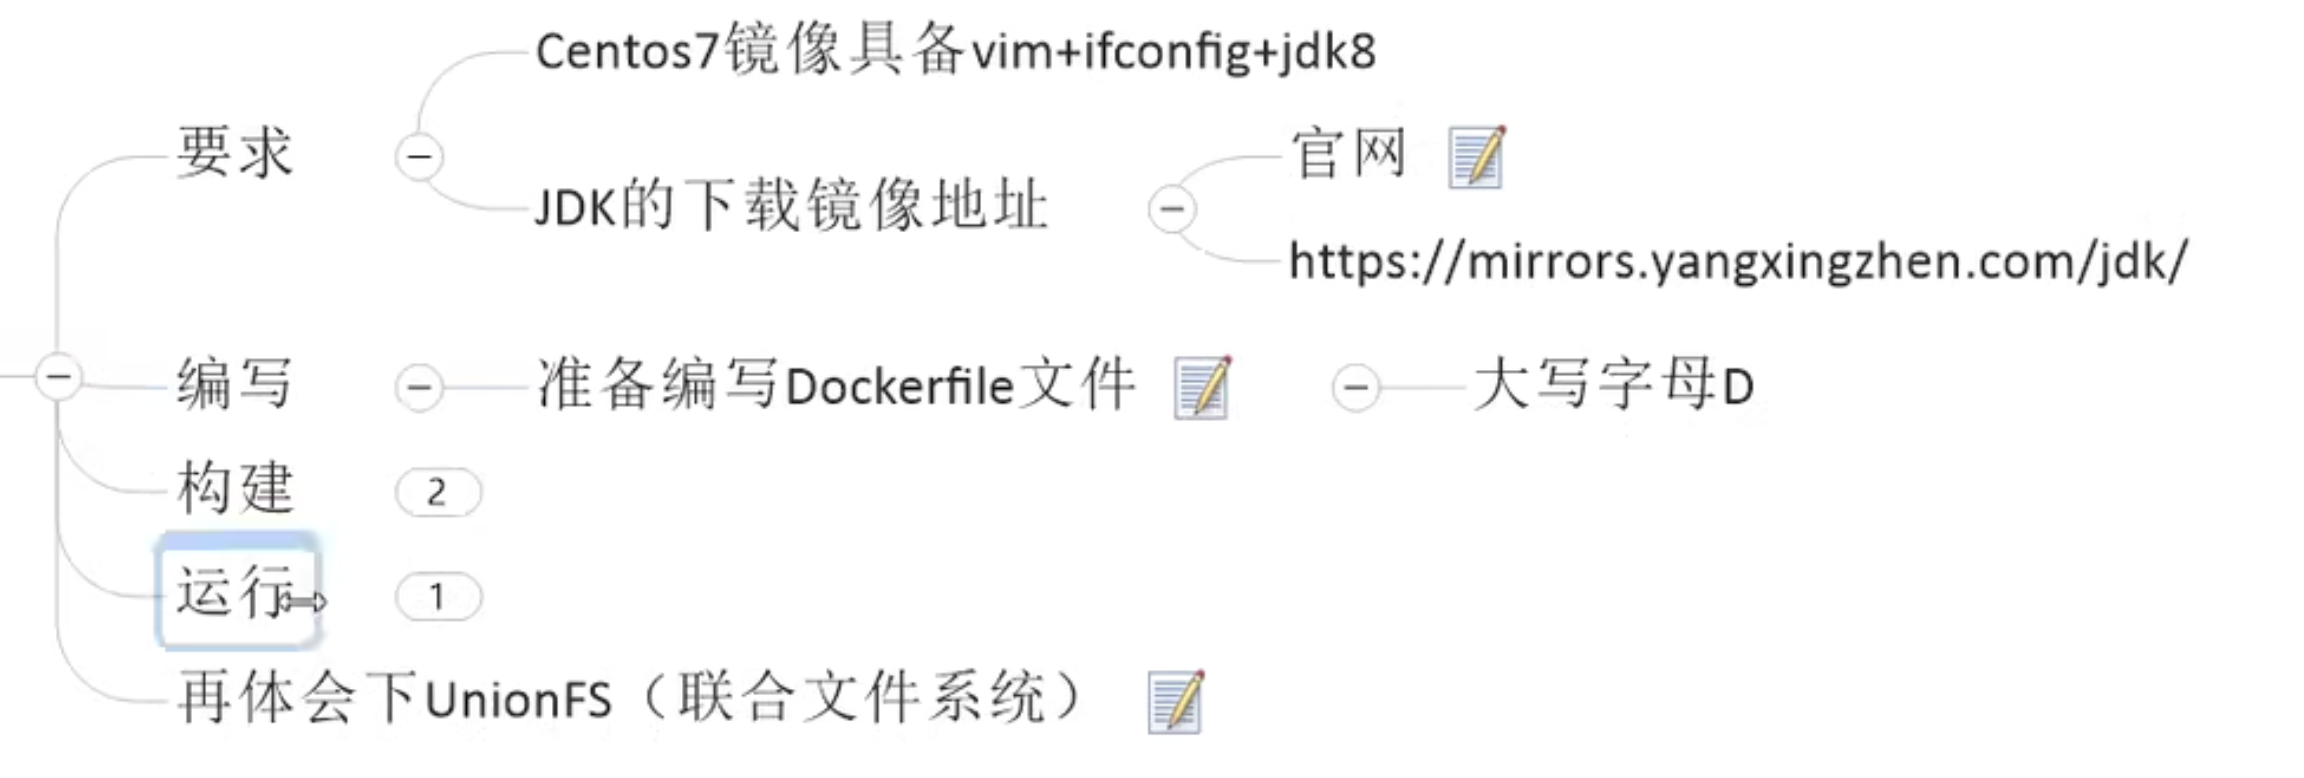 Centos7镜像具备vim+ifconfig+jdk8
要求
官网
JDK的下载镜像地址
https://mirrors.yangxingzhen.com/jdk/
编写
准备编写Dockerfile文件
大写字母D
构建
2
运行
1
再体会下UnionFS（联合文件系统）